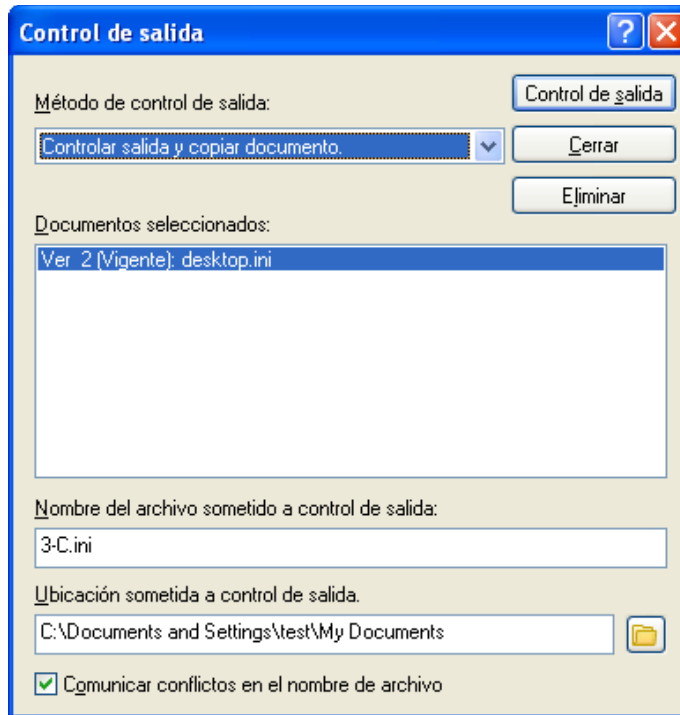 Control de salida
Método de control de salida:
Control de salida
Controlar salida y copiar documento.
Cerrar
Eliminar
Documentos seleccionados:
Ver 2 (Vigente): desktop.ini
Nombre del archivo sometido a control de salida:
3-C.ini
Ubicación sometida a control de salida.
C:\Documents and Settings\test\My Documents
Comunicar conflictos en el nombre de archivo